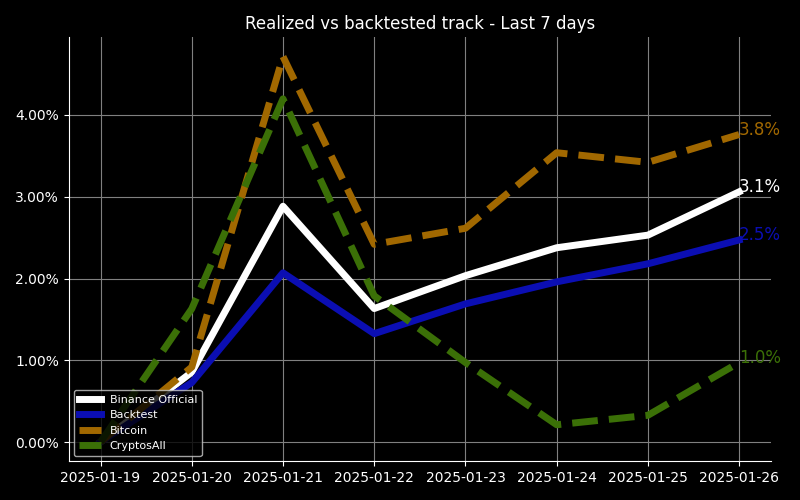 Realized vs backtested track - Last 7 days
4.00%
3.00%
2.00%
1.00%
0.00%
3.8%
3.1%
2.5%
1.0%
Binance Official
Backtest
Bitcoin
CryptosAll
2025-01-19 2025-01-20 2025-01-21 2025-01-22 2025-01-23 2025-01-24 2025-01-25 2025-01-26